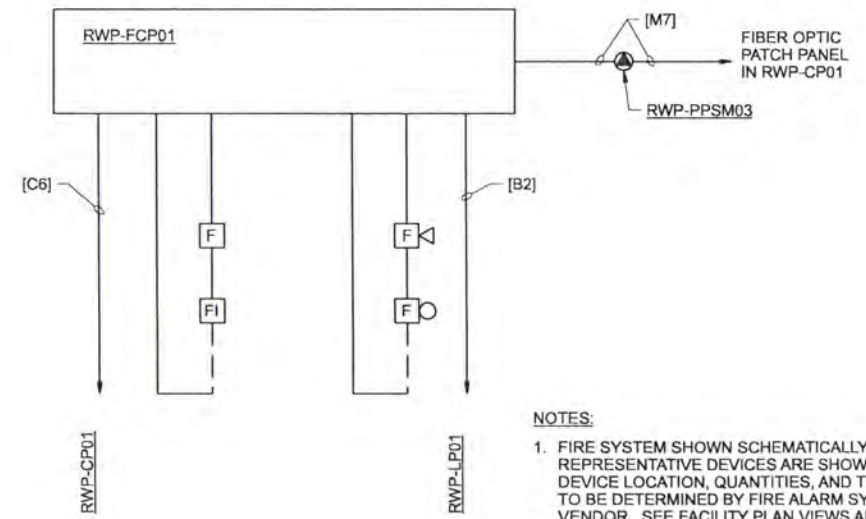 RWP-FCP01
[M7]
FIBER OPTIC
PATCH PANEL
IN RWP-CP01
RWP-PPSM03
[C6]
[B2]
F
F
FI
F
RWP-CP01
RWP-LP01
NOTES:
1. FIRE SYSTEM SHOWN SCHEMATICALLY
REPRESENTATIVE DEVICES ARE SHOW
DEVICE LOCATION, QUANTITIES, AND T
TO BE DETERMINED BY FIRE ALARM SY
VENDOR. SEE FACILITY PLAN VIEWS A